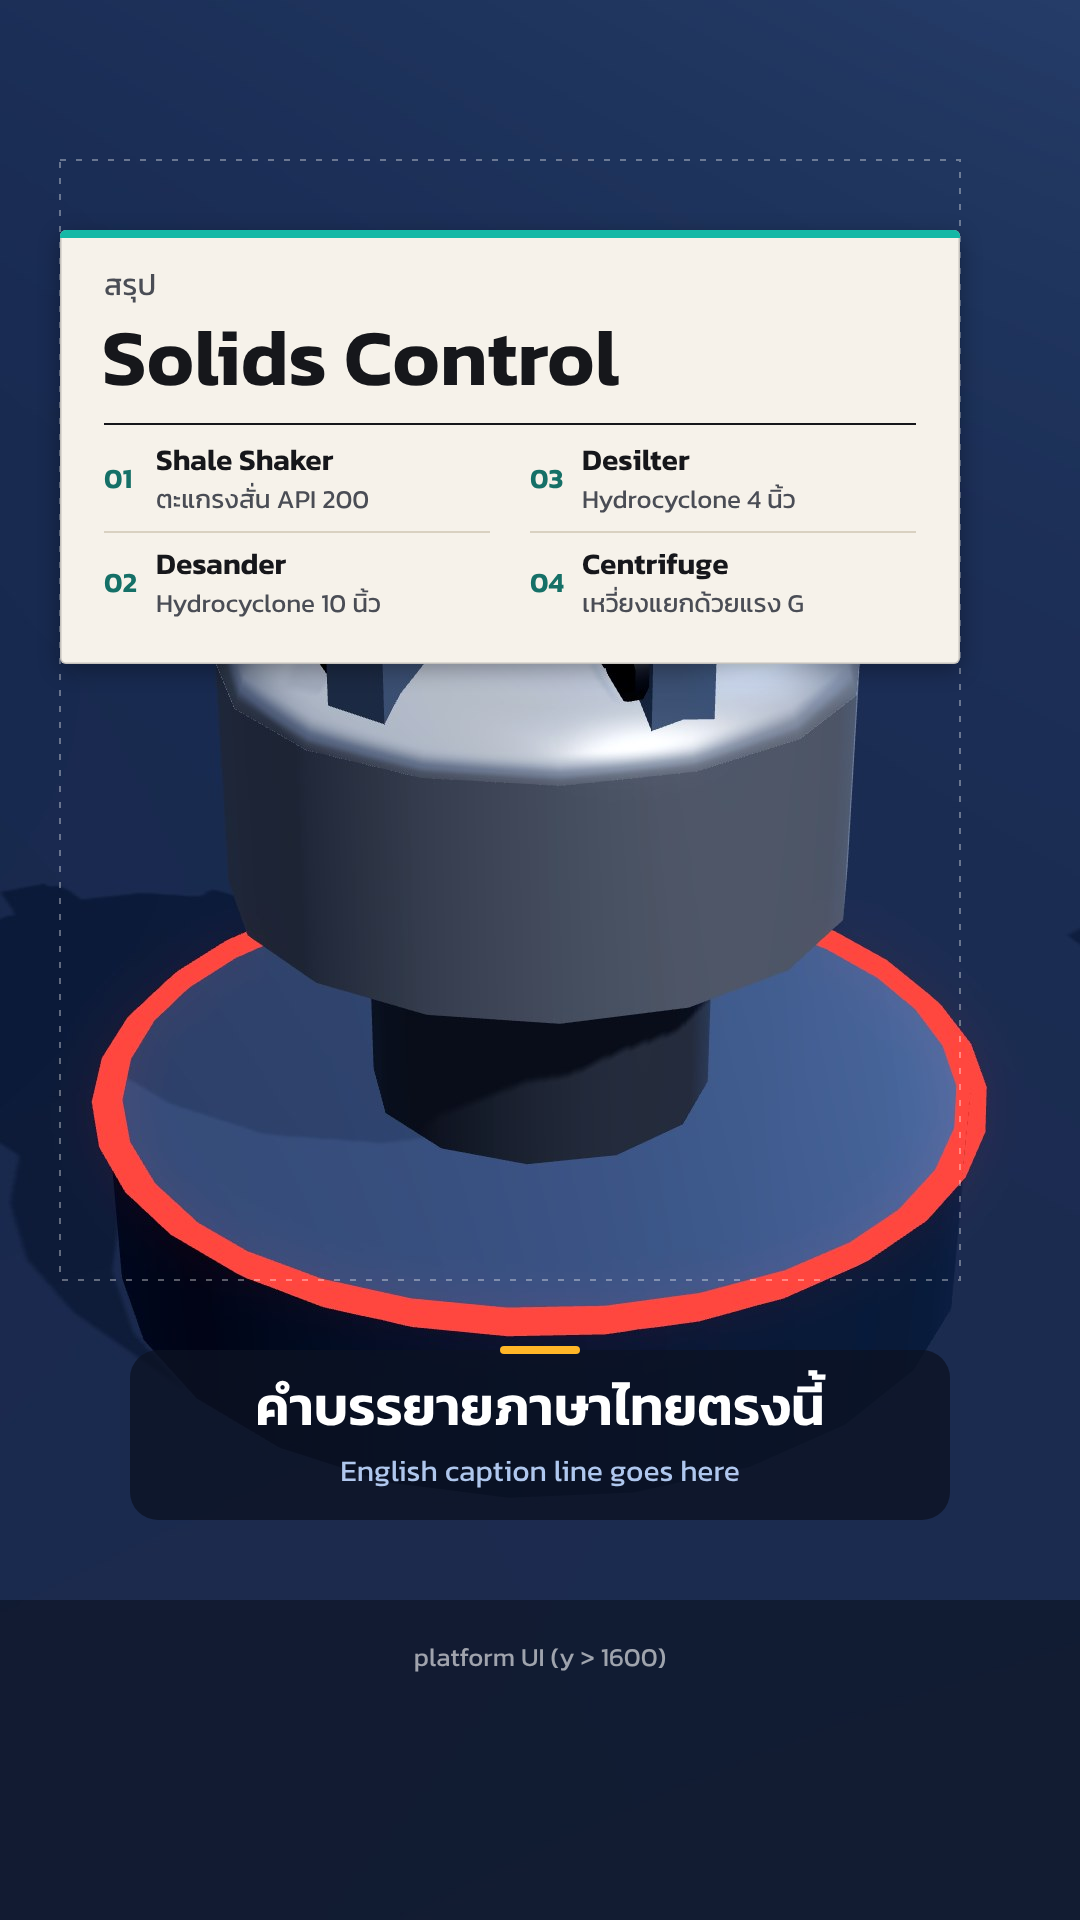 สรุป
Solids Control
01
Shale Shaker
ตะแกรงสั่น API 200
02
Desander
Hydrocyclone 10 นิ้ว
03
Desilter
Hydrocyclone 4 นิ้ว
04
Centrifuge
เหวี่ยงแยกด้วยแรง G
คำบรรยายภาษาไทยตรงนี้
English caption line goes here
platform UI (y > 1600)